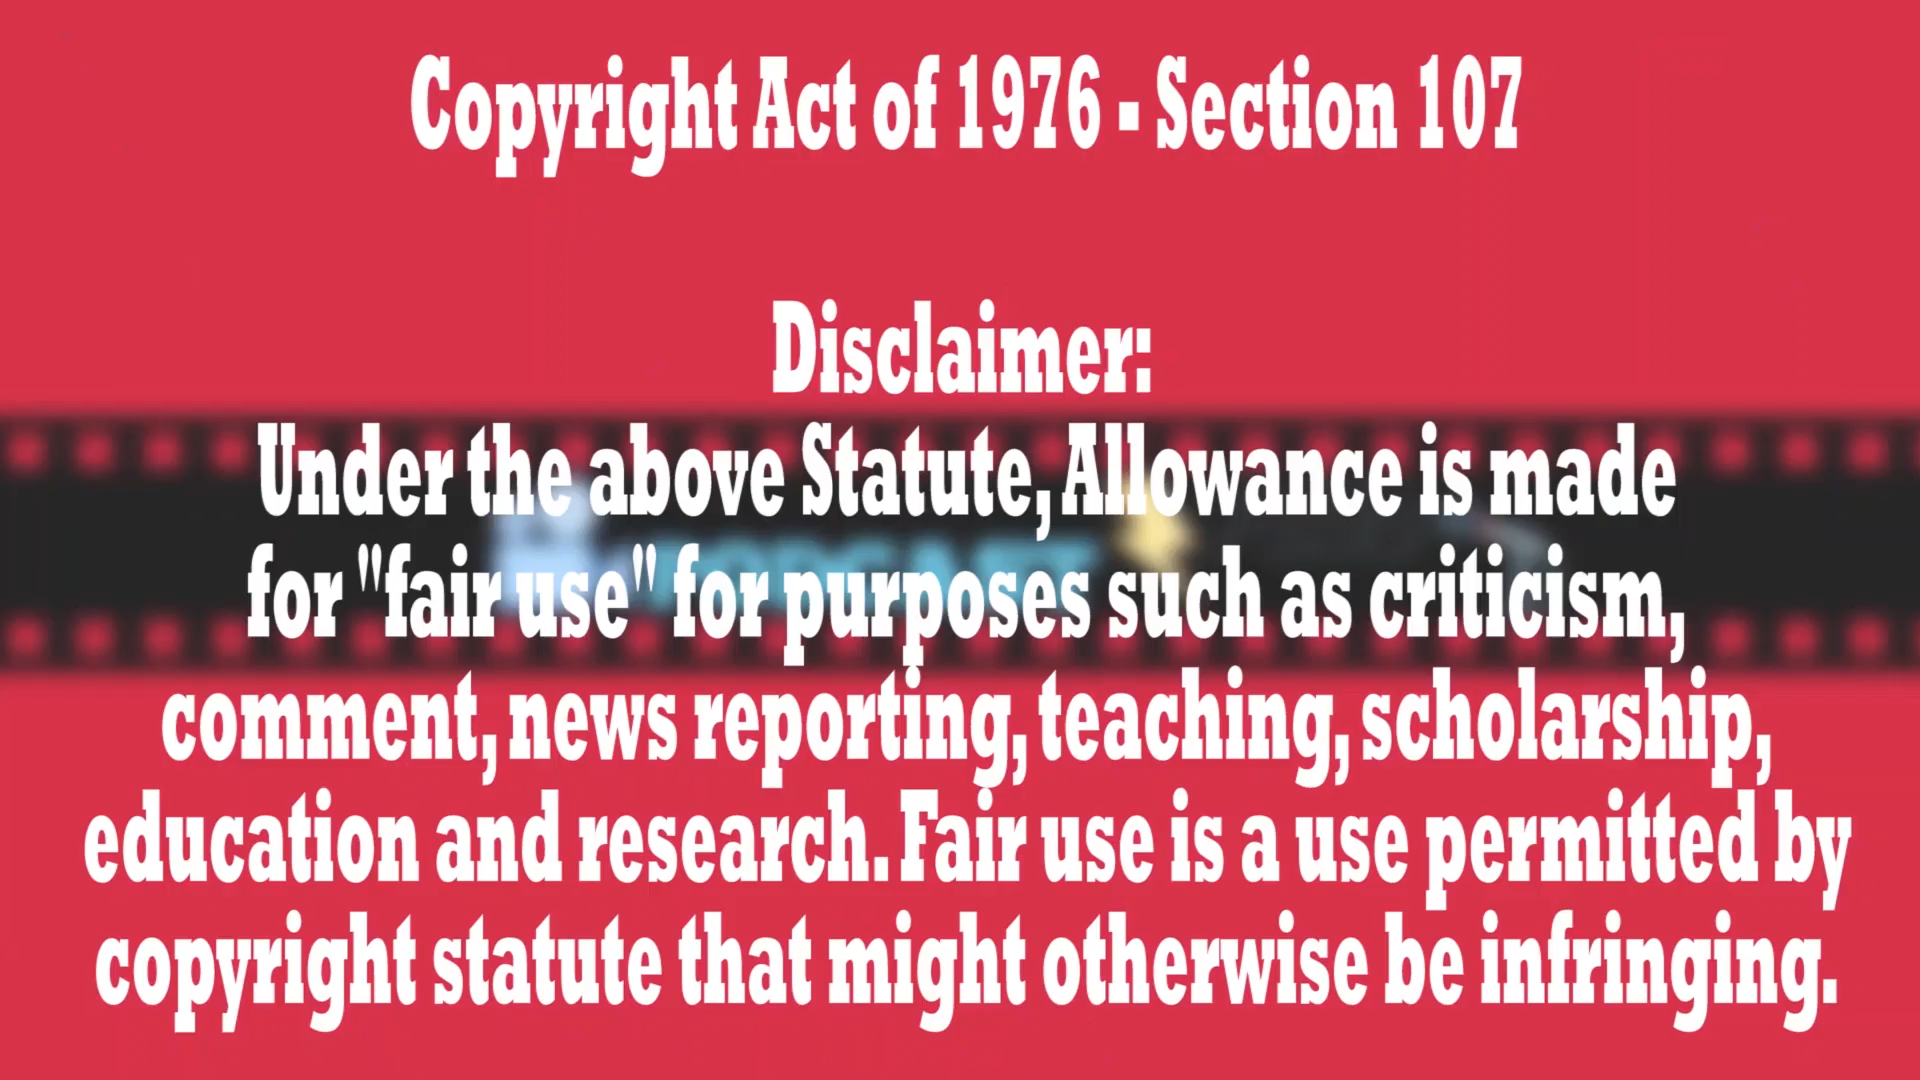 Copyright Act of 1976 - Section 107
Disclaimer:
Under the above Statute, Allowance is made
for "fair use" for purposes such as criticism,
comment, news reporting, teaching, scholarship,
education and research. Fair use is a use permitted by
copyright statute that might otherwise be infringing.